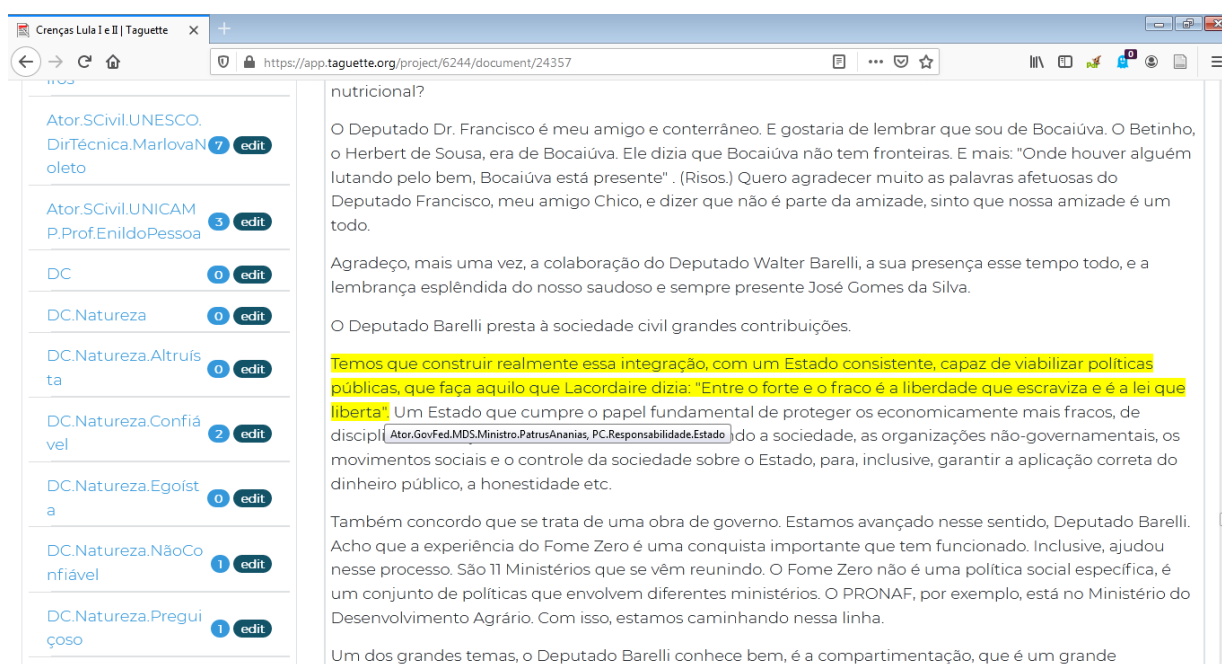 Crenças Lula I e II | Taguette
https://app.taguette.org/project/6244/document/24357
0
Ator.SCivil.UNESCO.
DirTécnica.MarlovaN
oleto
7 edit
Ator.SCivil.UNICAM
P.Prof.EnildoPessoa
3 edit
DC
0 edit
DC.Natureza
0 edit
DC.Natureza.Altruís
ta
0 edit
DC.Natureza.Confiá
vel
2 edit
DC.Natureza.Egoíst
a
0 edit
DC.Natureza.NãoCo
nfiável
1 edit
DC.Natureza.Pregui
çoso
1 edit
nutricional?
O Deputado Dr. Francisco é meu amigo e conterrâneo. E gostaria de lembrar que sou de Bocaiúva. O Betinho,
o Herbert de Sousa, era de Bocaiúva. Ele dizia que Bocaiúva não tem fronteiras. E mais: "Onde houver alguém
lutando pelo bem, Bocaiúva está presente" . (Risos.) Quero agradecer muito as palavras afetuosas do
Deputado Francisco, meu amigo Chico, e dizer que não é parte da amizade, sinto que nossa amizade é um
todo.
Agradeço, mais uma vez, a colaboração do Deputado Walter Barelli, a sua presença esse tempo todo, e a
lembrança esplêndida do nosso saudoso e sempre presente José Gomes da Silva.
O Deputado Barelli presta à sociedade civil grandes contribuições.
Temos que construir realmente essa integração, com um Estado consistente, capaz de viabilizar políticas
públicas, que faça aquilo que Lacordaire dizia: "Entre o forte e o fraco é a liberdade que escraviza e é a lei que
liberta". Um Estado que cumpre o papel fundamental de proteger os economicamente mais fracos, de
discipl Ator.GovFed.MDS.Ministro.PatrusAnanias, PC.Responsabilidade.Estado do a sociedade, as organizações não-governamentais, os
movimentos sociais e o controle da sociedade sobre o Estado, para, inclusive, garantir a aplicação correta do
dinheiro público, a honestidade etc.
Também concordo que se trata de uma obra de governo. Estamos avançado nesse sentido, Deputado Barelli.
Acho que a experiência do Fome Zero é uma conquista importante que tem funcionado. Inclusive, ajudou
nesse processo. São 11 Ministérios que se vêm reunindo. O Fome Zero não é uma política social específica, é
um conjunto de políticas que envolvem diferentes ministérios. O PRONAF, por exemplo, está no Ministério do
Desenvolvimento Agrário. Com isso, estamos caminhando nessa linha.
Um dos grandes temas, o Deputado Barelli conhece bem, é a compartimentação, que é um grande